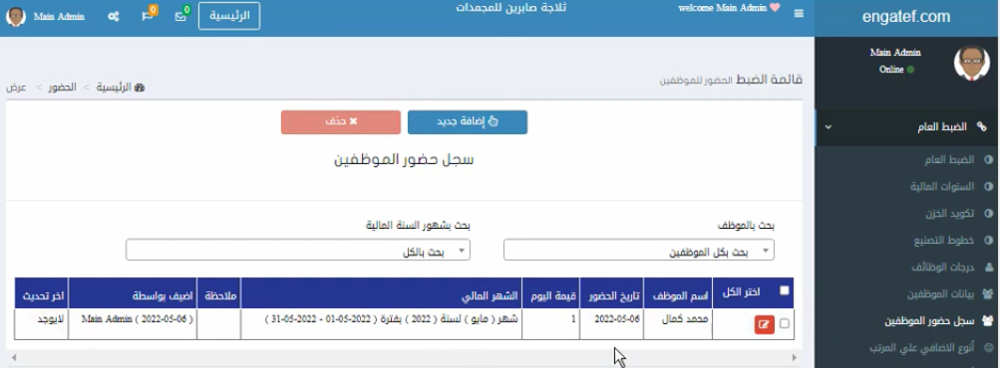 engatef.com
welcome Main Admin
ثلاجة صابرين للمجمدات
الرئيسية
0
0
Main Admin
Main Admin
Online
قائمة الضبط الحضور للموظفين
الرئيسية > الحضور > عرض
إضافة جديد
حذف
سجل حضور الموظفين
بحث بالموظف
بحث بشهور السنة المالية
بحث بكل الموظفين
بحث بالكل
اختر الكل اسم الموظف تاريخ الحضور قيمة اليوم الشهر المالي ملاحظة اضيف بواسطة اخر تحديث
محمد كمال 2022-05-06 1 شهر ( مايو ) لسنة ( 2022 ) بفترة ( 2022-05-01 - 2022-05-31 ) Main Admin ( 2022-05-06 ) لايوجد
الضبط العام
الضبط العام
السنوات المالية
تكويد الخزن
خطوط التصنيع
درجات الوظائف
بيانات الموظفين
سجل حضور الموظفين
أنوع الاضافي علي المرتب